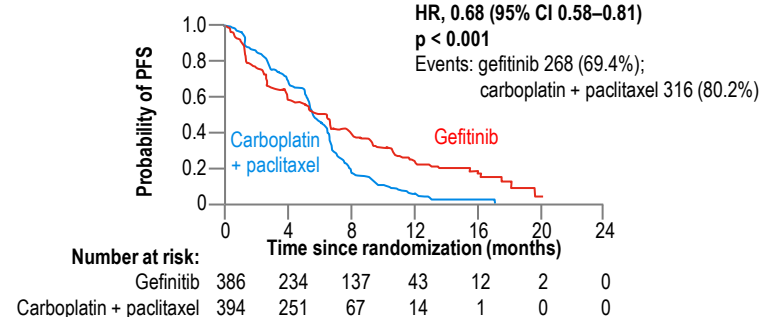 HR, 0.68 (95% CI 0.58–0.81)
p < 0.001
Events: gefitinib 268 (69.4%);
carboplatin + paclitaxel 316 (80.2%)
Probability of PFS
1.0
0.8
0.6
0.4
0.2
0
Carboplatin
+ paclitaxel
Gefitinib
0 4 8 12 16 20 24
Time since randomization (months)
Number at risk:
Gefinitib 386 234 137 43 12 2 0
Carboplatin + paclitaxel 394 251 67 14 1 0 0